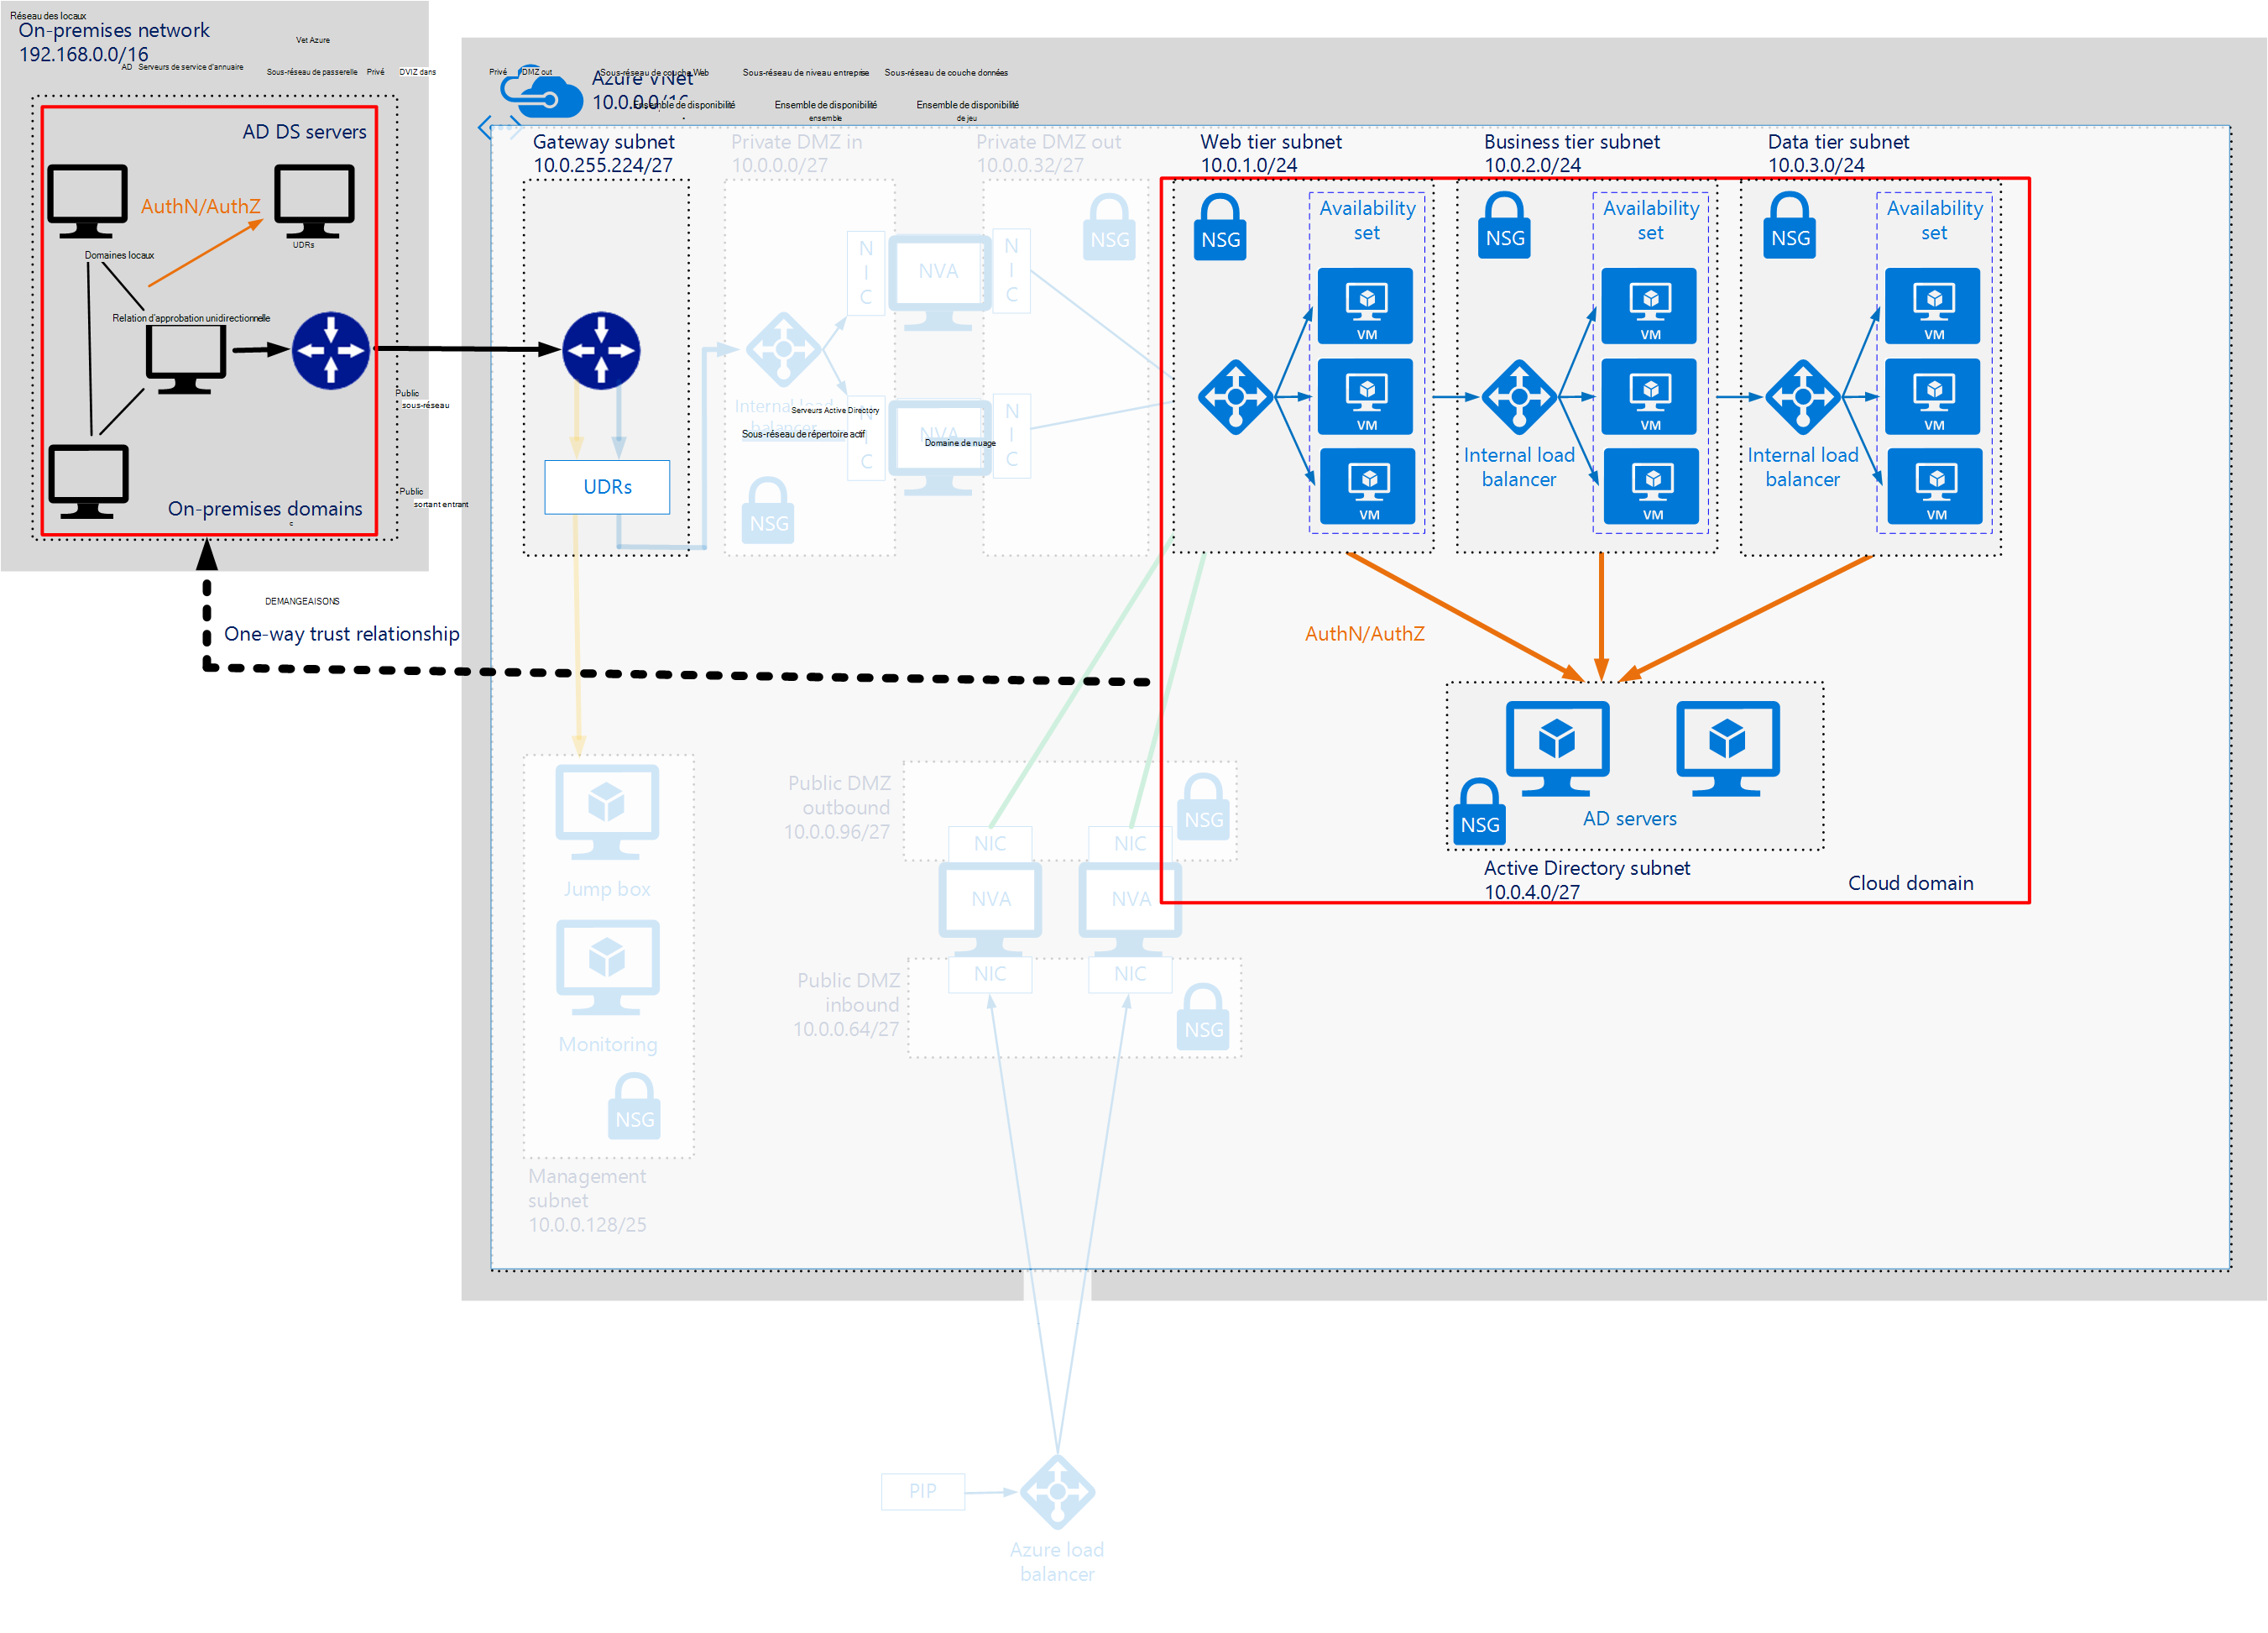 Réseau des locaux
On-premises network
192.168.0.0/16
Vet Azure
AD Serveurs de service d'annuaire
Sous-réseau de passerelle
Privé
DVIZ dans
Privé
DMZ out
Sous-réseau de couche Web
Sous-réseau de niveau entreprise
Sous-réseau de couche données
Azure VNet
10.0.0.0/16
Ensemble de disponibilité
Ensemble de disponibilité
ensemble
Ensemble de disponibilité
de jeu
AD DS servers
AuthN/AuthZ
UDRs
Domaines locaux
Relation d'approbation unidirectionnelle
Public
sous-réseau
Public
sortant entrant
On-premises domains
c
DEMANGEAISONS
One-way trust relationship
Gateway subnet
10.0.255.224/27
UDRs
Private DMZ in
10.0.0.0/27
Internal load
balancer
Serveurs Active Directory
Sous-réseau de répertoire actif
Domaine de nuage
NSG
N
I
C
N
I
C
NVA
NVA
Private DMZ out
10.0.0.32/27
N
I
C
N
I
C
NSG
Web tier subnet
10.0.1.0/24
NSG
Availability
set
VM
VM
VM
Business tier subnet
10.0.2.0/24
NSG
Availability
set
VM
VM
VM
Internal load
balancer
Data tier subnet
10.0.3.0/24
NSG
Availability
set
VM
VM
VM
Internal load
balancer
AuthN/AuthZ
NSG
AD servers
Active Directory subnet
10.0.4.0/27
Cloud domain
Jump box
Monitoring
NSG
Management
subnet
10.0.0.128/25
Public DMZ
outbound
10.0.0.96/27
NSG
NIC
NIC
NVA
NVA
Public DMZ
inbound
10.0.0.64/27
NIC
NIC
NSG
PIP
Azure load
balancer